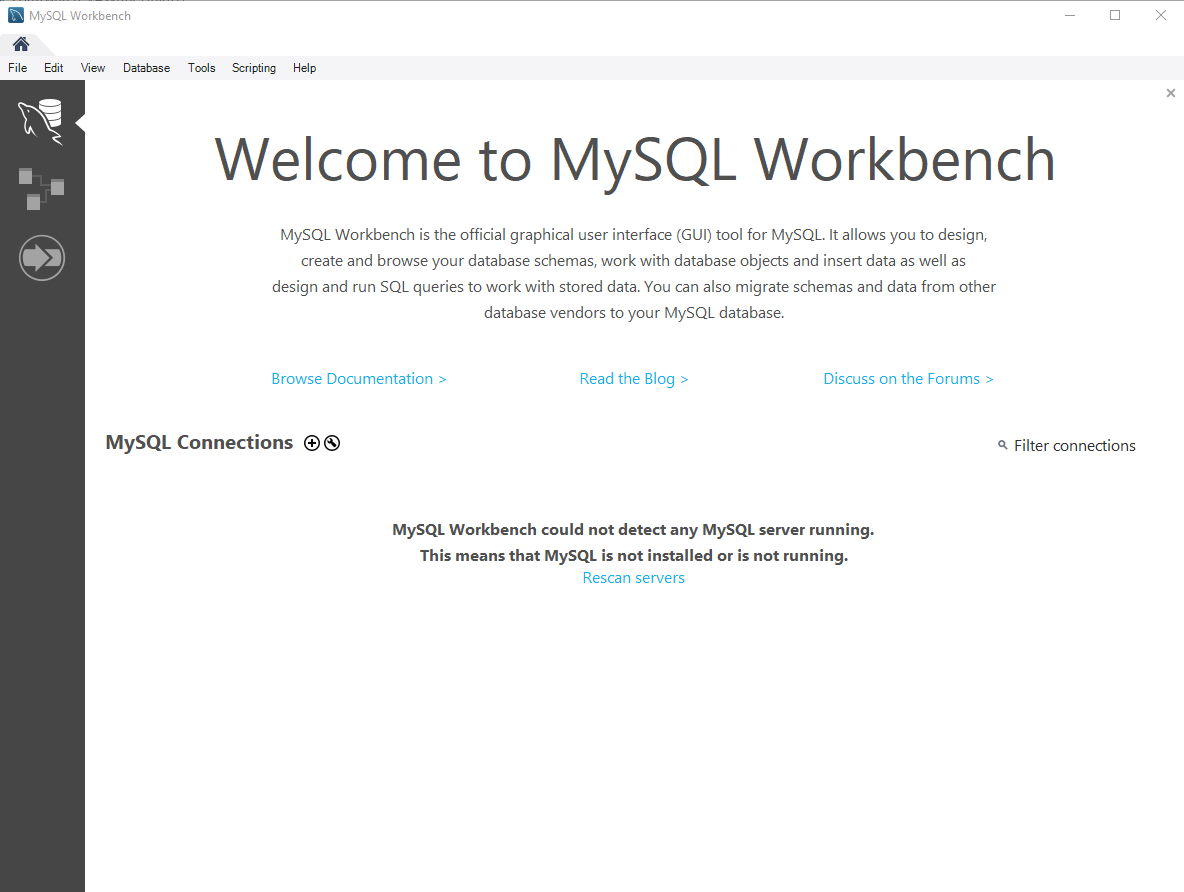 MySQL Workbench
File Edit View Database Tools Scripting Help
Welcome to MySQL Workbench
MySQL Workbench is the official graphical user interface (GUI) tool for MySQL. It allows you to design,
create and browse your database schemas, work with database objects and insert data as well as
design and run SQL queries to work with stored data. You can also migrate schemas and data from other
database vendors to your MySQL database.
Browse Documentation > Read the Blog > Discuss on the Forums >
MySQL Connections Filter connections
MySQL Workbench could not detect any MySQL server running.
This means that MySQL is not installed or is not running.
Rescan servers